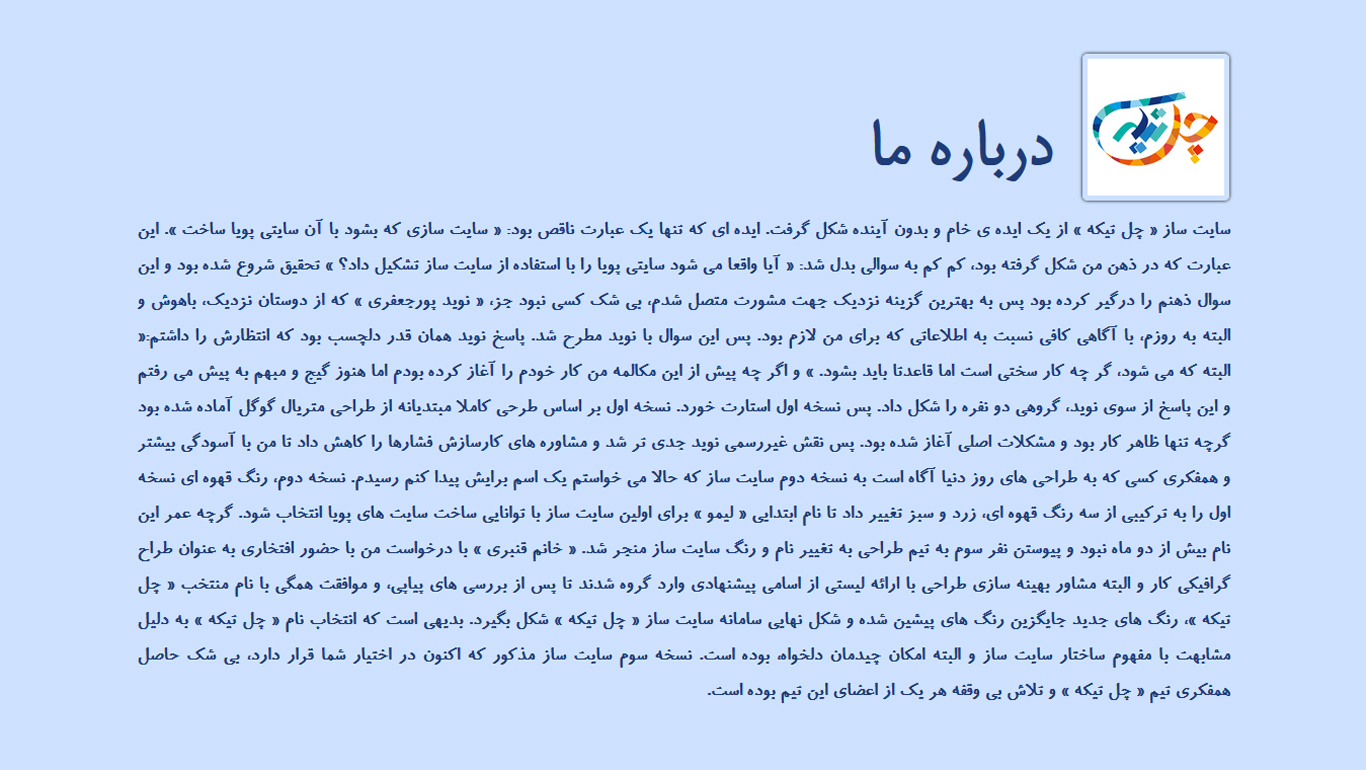 چل تیکه
درباره ما
سایت ساز « چل تیکه » از یک ایده ی خام و بدون آینده شکل گرفت. ایده ای که تنها یک عبارت ناقص بود: « سایت سازی که بشود با آن سایتی پویا ساخت ». این
عبارت که در ذهن من شکل گرفته بود، کم کم به سوالی بدل شد: « آیا واقعا می شود سایتی پویا را با استفاده از سایت ساز تشکیل داد؟ » تحقیق شروع شده بود و این
سوال ذهنم را درگیر کرده بود پس به بهترین گزینه نزدیک جهت مشورت متصل شدم، بی شک کسی نبود جز، « نوید پورجعفری » که از دوستان نزدیک، باهوش و
البته به روزم، با آگاهی کافی نسبت به اطلاعاتی که برای من لازم بود. پس این سوال با نوید مطرح شد. پاسخ نوید همان قدر دلچسب بود که انتظارش را داشتم:«
البته که می شود، گر چه کار سختی است اما قاعدتا باید بشود. » و اگر چه پیش از این مکالمه من کار خودم را آغاز کرده بودم اما هنوز گیج و مبهم به پیش می رفتم
و این پاسخ از سوی نوید، گروهی دو نفره را شکل داد. پس نسخه اول استارت خورد. نسخه اول بر اساس طرحی کاملا مبتدیانه از طراحی متریال گوگل آماده شده بود
گرچه تنها ظاهر کار بود و مشکلات اصلی آغاز شده بود. پس نقش غیررسمی نوید جدی تر شد و مشاوره های کارسازش فشارها را کاهش داد تا من با آسودگی بیشتر
و همفکری کسی که به طراحی های روز دنیا آگاه است به نسخه دوم سایت ساز که حالا می خواستم یک اسم برایش پیدا کنم رسیدم. نسخه دوم، رنگ قهوه ای نسخه
اول را به ترکیبی از سه رنگ قهوه ای، زرد و سبز تغییر داد تا نام ابتدایی « لیمو » برای اولین سایت ساز با توانایی ساخت سایت های پویا انتخاب شود. گرچه عمر این
نام بیش از دو ماه نبود و پیوستن نفر سوم به تیم طراحی به تغییر نام و رنگ سایت ساز منجر شد. « خانم قنبری » با درخواست من با حضور افتخاری به عنوان طراح
گرافیکی کار و البته مشاور بهینه سازی طراحی با ارائه لیستی از اسامی پیشنهادی وارد گروه شدند تا پس از بررسی های پیاپی، و موافقت همگی با نام منتخب « چل
تیکه »، رنگ های جدید جایگزین رنگ های پیشین شده و شکل نهایی سامانه سایت ساز « چل تیکه » شکل بگیرد. بدیهی است که انتخاب نام « چل تیکه » به دلیل
مشابهت با مفهوم ساختار سایت ساز و البته امکان چیدمان دلخواه، بوده است. نسخه سوم سایت ساز مذکور که اکنون در اختیار شما قرار دارد، بی شک حاصل
همفکری تیم « چل تیکه » و تلاش بی وقفه هر یک از اعضای این تیم بوده است.